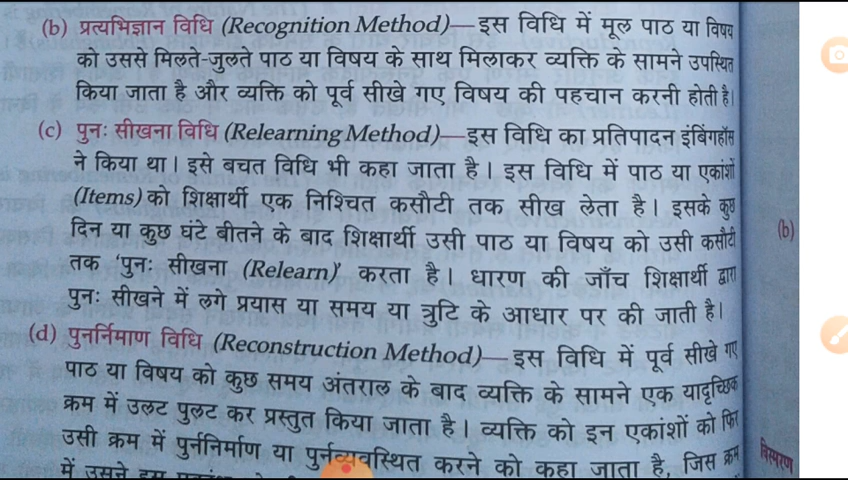 (b) प्रत्यभिज्ञान विधि (Recognition Method)—इस विधि में मूल पाठ या विषय
को उससे मिलते-जुलते पाठ या विषय के साथ मिलाकर व्यक्ति के सामने उपस्थित
किया जाता है और व्यक्ति को पूर्व सीखे गए विषय की पहचान करनी होती है।
(c) पुनः सीखना विधि (Relearning Method)—इस विधि का प्रतिपादन इंबिंगहॉस
ने किया था। इसे बचत विधि भी कहा जाता है। इस विधि में पाठ या एकांशों
(Items) को शिक्षार्थी एक निश्चित कसौटी तक सीख लेता है। इसके कुछ
दिन या कुछ घंटे बीतने के बाद शिक्षार्थी उसी पाठ या विषय को उसी कसौटी
तक ‘पुनः सीखना (Relearn)’ करता है। धारण की जाँच शिक्षार्थी द्वारा
पुनः सीखने में लगे प्रयास या समय या त्रुटि के आधार पर की जाती है।
(d) पुनर्निमाण विधि (Reconstruction Method)—इस विधि में पूर्व सीखे गए
पाठ या विषय को कुछ समय अंतराल के बाद व्यक्ति के सामने एक यादृच्छिक
क्रम में उलट पुलट कर प्रस्तुत किया जाता है। व्यक्ति को इन एकांशों को फिर
उसी क्रम में पुर्ननिर्माण या पुर्नव्यवस्थित करने को कहा जाता है, जिस क्रम
में उसने इस
(b)
विस्मरण